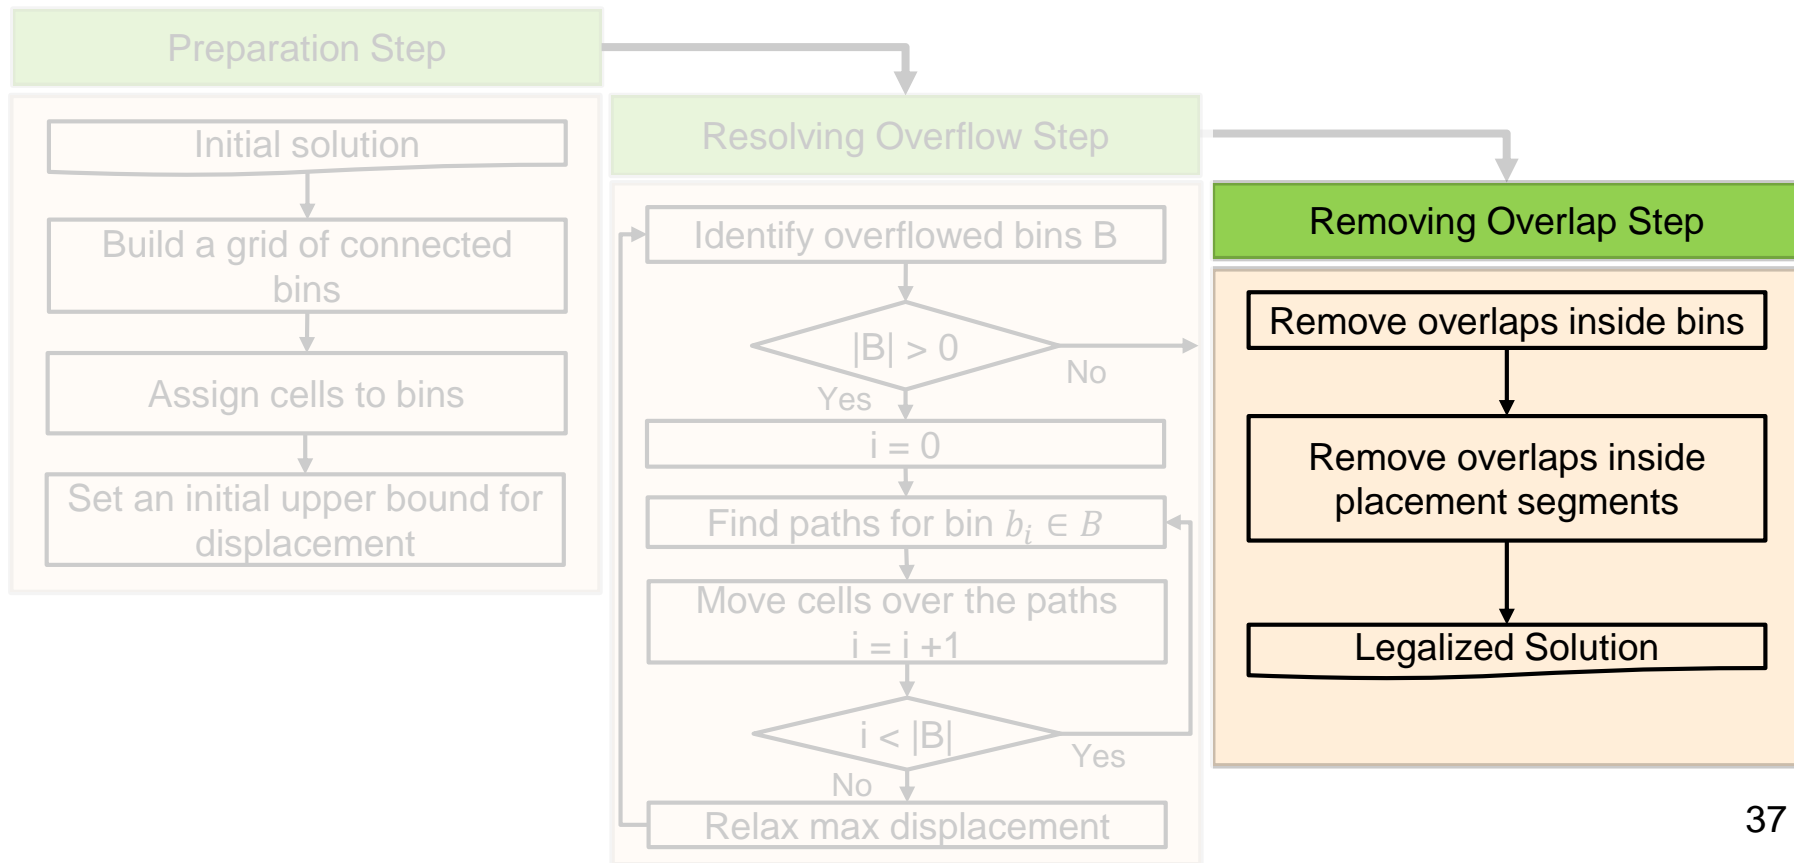 Preparation Step
Initial solution
Build a grid of connected
bins
Assign cells to bins
Set an initial upper bound for
displacement
Resolving Overflow Step
Identify overflowed bins B
|B| > 0
No
Yes
i = 0
Find paths for bin b_i ∈ B
Move cells over the paths
i = i +1
i < |B|
Yes
No
Relax max displacement
Removing Overlap Step
Remove overlaps inside bins
Remove overlaps inside
placement segments
Legalized Solution
37